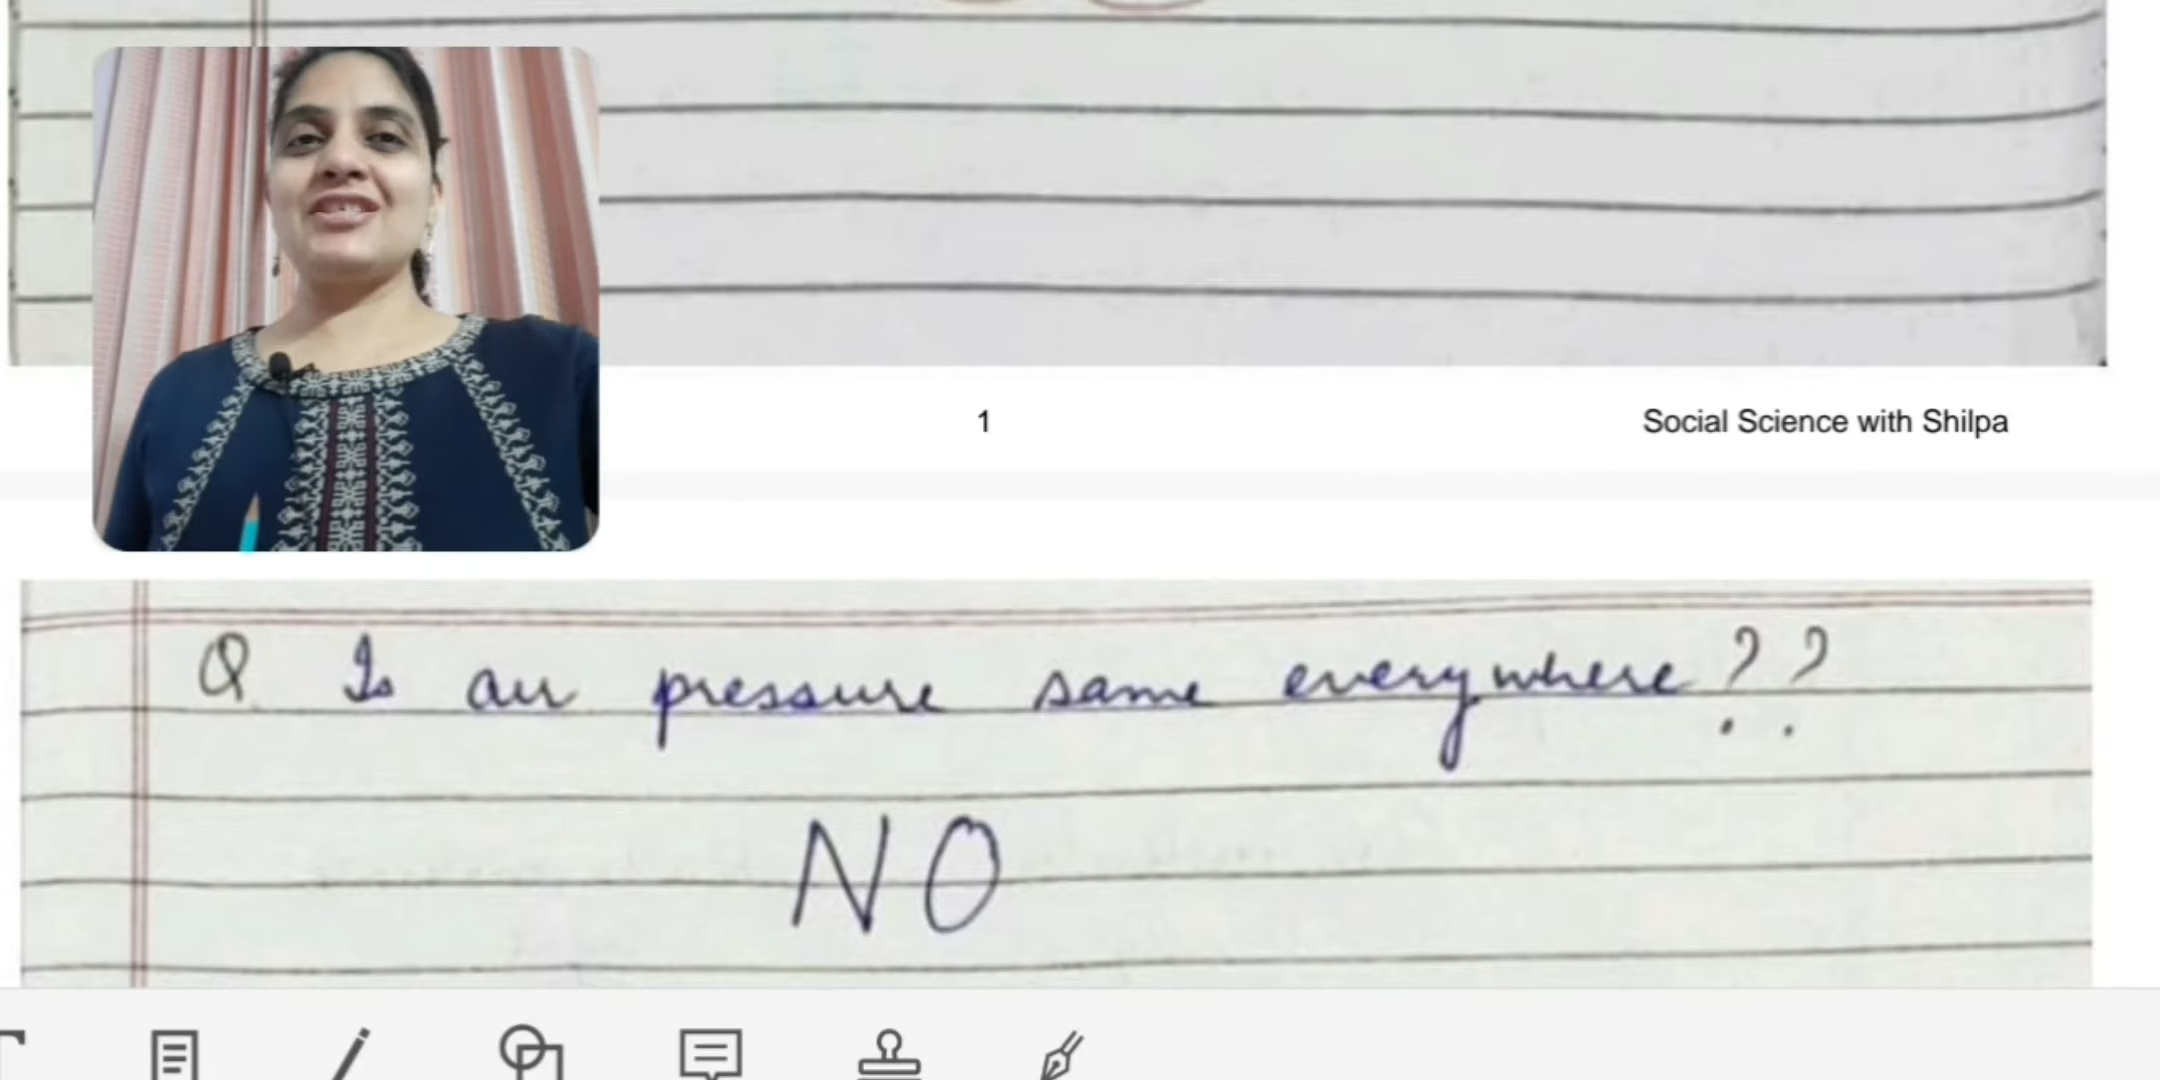 1
Social Science with Shilpa
Q Is air pressure same everywhere ??
NO